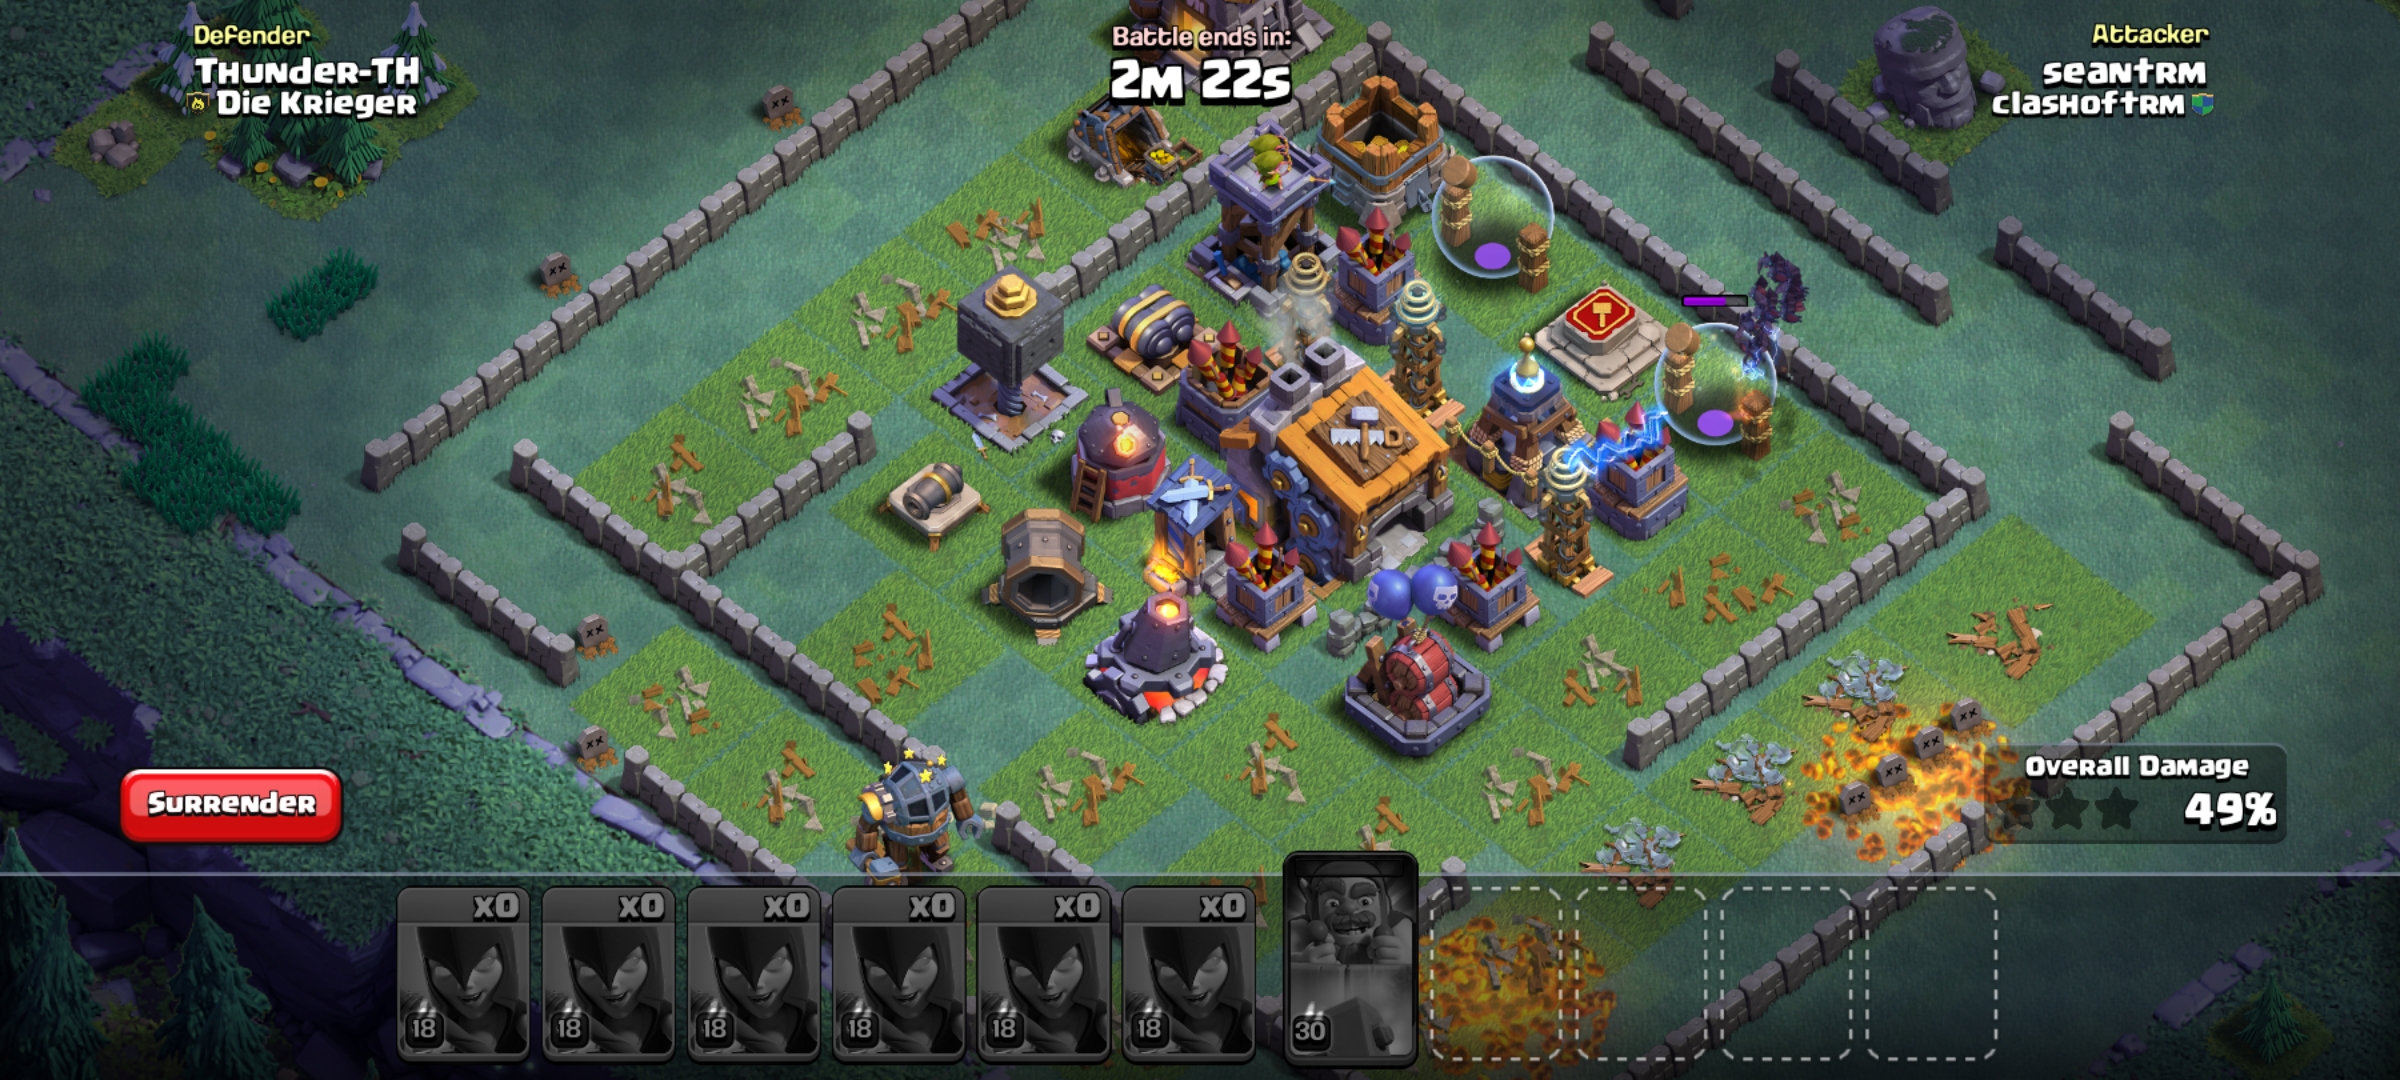 Defender
Thunder-TH
Die Krieger
Battle ends in:
2m 22s
Attacker
seantrm
clashoftrm
Surrender
Overall Damage
49%
x0
x0
x0
x0
x0
x0
18
18
18
18
18
18
30